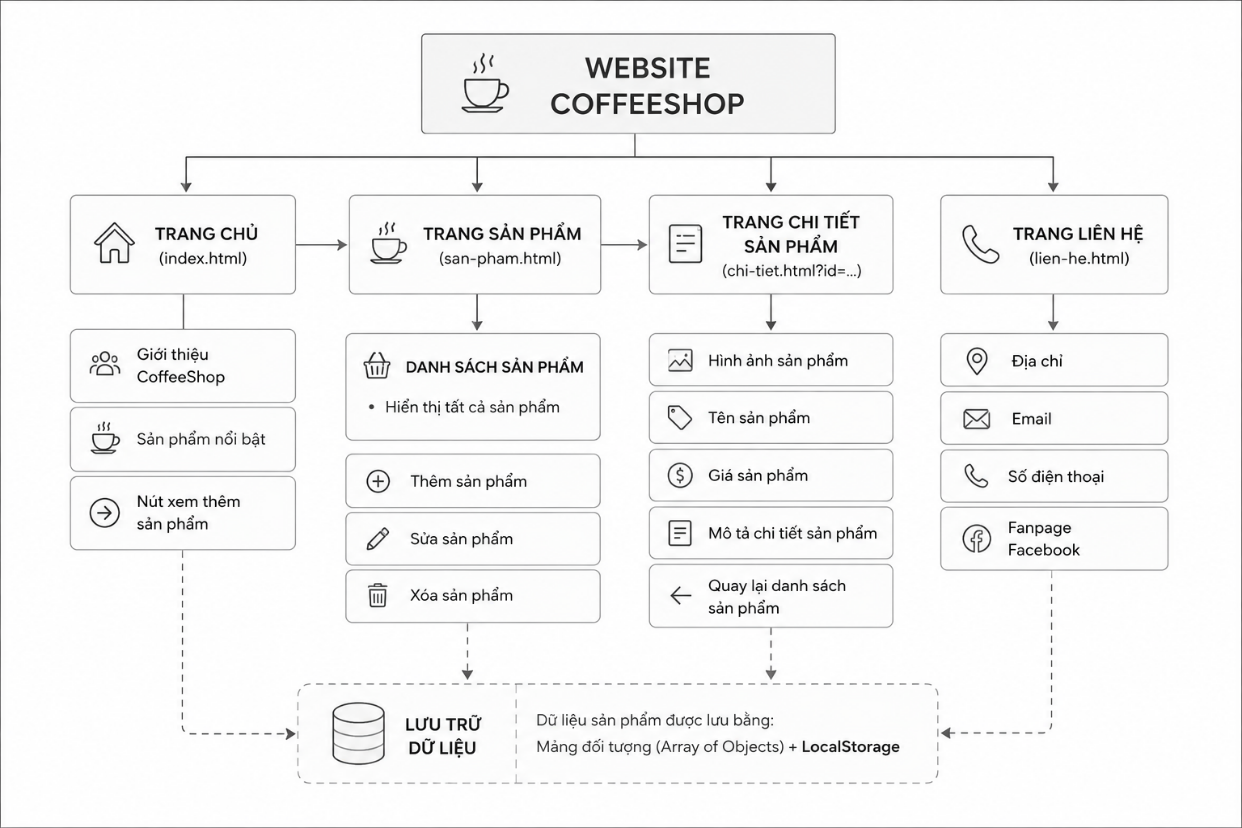 WEBSITE
COFFEESHOP
TRANG CHỦ
(index.html)
TRANG SẢN PHẨM
(san-pham.html)
TRANG CHI TIẾT
SẢN PHẨM
(chi-tiet.html?id=...)
TRANG LIÊN HỆ
(lien-he.html)
Giới thiệu
CoffeeShop
Sản phẩm nổi bật
Nút xem thêm
sản phẩm
DANH SÁCH SẢN PHẨM
• Hiển thị tất cả sản phẩm
Thêm sản phẩm
Sửa sản phẩm
Xóa sản phẩm
Hình ảnh sản phẩm
Tên sản phẩm
Giá sản phẩm
Mô tả chi tiết sản phẩm
Quay lại danh sách
sản phẩm
Địa chỉ
Email
Số điện thoại
Fanpage
Facebook
LƯU TRỮ
DỮ LIỆU
Dữ liệu sản phẩm được lưu bằng:
Mảng đối tượng (Array of Objects) + LocalStorage